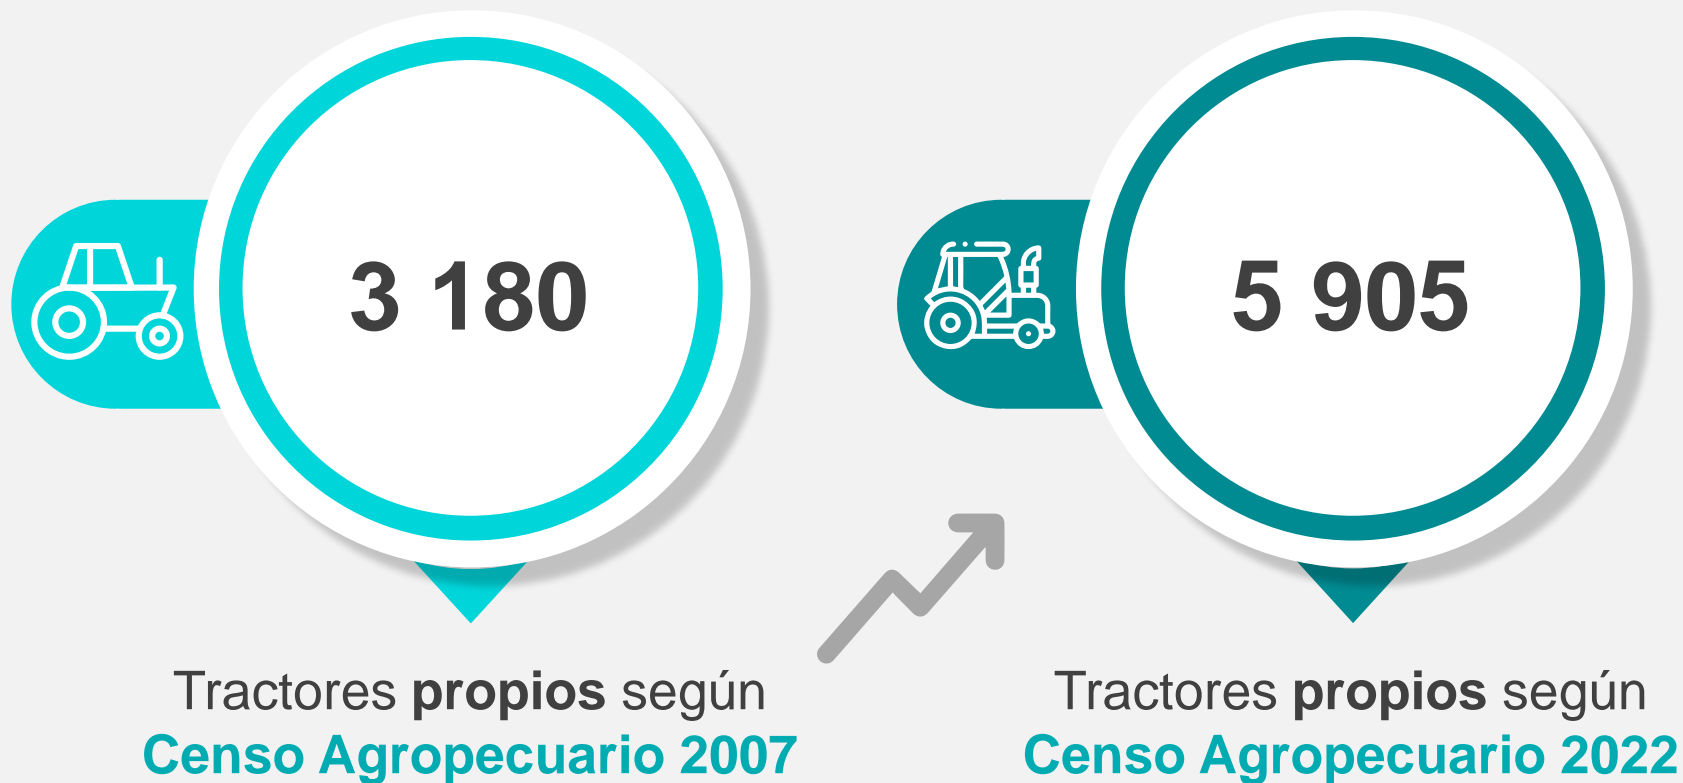 3 180
5 905
Tractores propios según
Censo Agropecuario 2007
Tractores propios según
Censo Agropecuario 2022